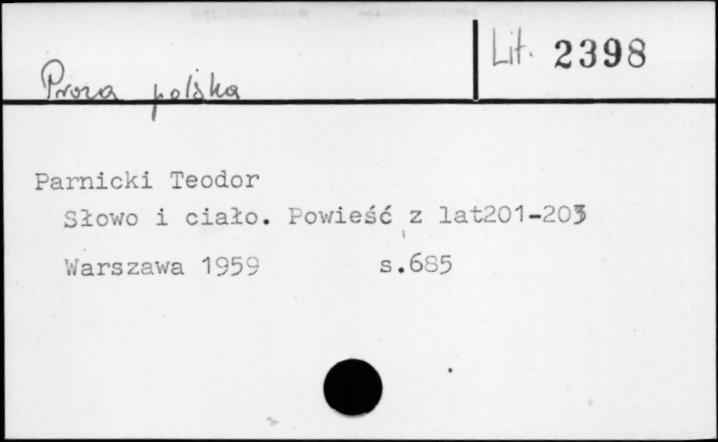 Proza polska
Lit. 2398
Parnicki Teodor
Słowo i ciało. Powieść z lat201-203
Warszawa 1959 s.685